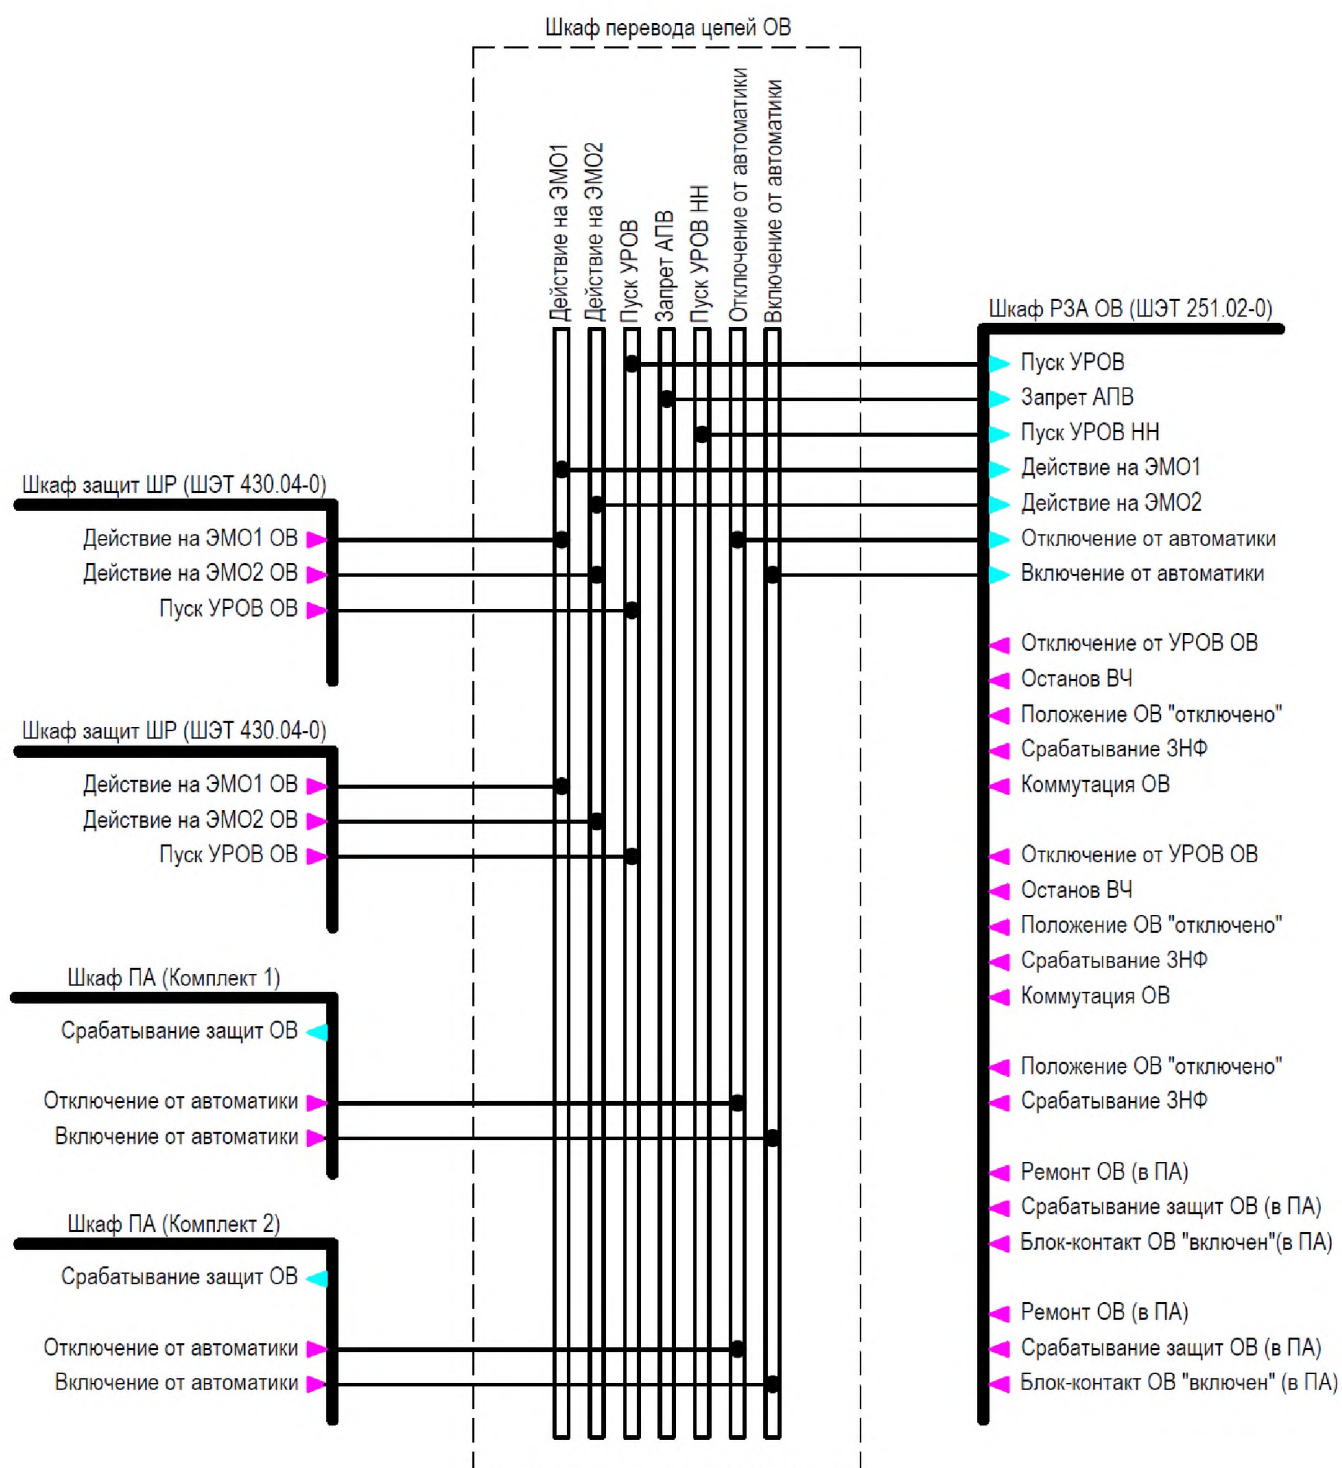 Шкаф перевода цепей ОВ
Действие на ЭМО1
Действие на ЭМО2
Пуск УРОВ
Запрет АПВ
Пуск УРОВ НН
Отключение от автоматики
Включение от автоматики
Шкаф РЗА ОВ (ШЭТ 251.02-0)
Пуск УРОВ
Запрет АПВ
Пуск УРОВ НН
Действие на ЭМО1
Действие на ЭМО2
Отключение от автоматики
Включение от автоматики
Отключение от УРОВ ОВ
Останов ВЧ
Положение ОВ "отключено"
Срабатывание ЗНФ
Коммутация ОВ
Отключение от УРОВ ОВ
Останов ВЧ
Положение ОВ "отключено"
Срабатывание ЗНФ
Коммутация ОВ
Положение ОВ "отключено"
Срабатывание ЗНФ
Ремонт ОВ (в ПА)
Срабатывание защит ОВ (в ПА)
Блок-контакт ОВ "включен"(в ПА)
Ремонт ОВ (в ПА)
Срабатывание защит ОВ (в ПА)
Блок-контакт ОВ "включен" (в ПА)
Шкаф защит ШР (ШЭТ 430.04-0)
Действие на ЭМО1 ОВ
Действие на ЭМО2 ОВ
Пуск УРОВ ОВ
Шкаф защит ШР (ШЭТ 430.04-0)
Действие на ЭМО1 ОВ
Действие на ЭМО2 ОВ
Пуск УРОВ ОВ
Шкаф ПА (Комплект 1)
Срабатывание защит ОВ
Отключение от автоматики
Включение от автоматики
Шкаф ПА (Комплект 2)
Срабатывание защит ОВ
Отключение от автоматики
Включение от автоматики